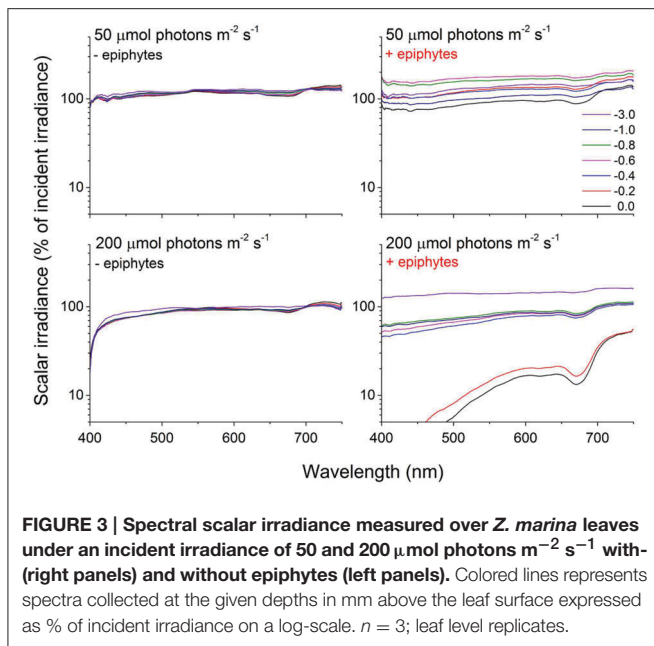 50 μmol photons m⁻² s⁻¹
- epiphytes
50 μmol photons m⁻² s⁻¹
+ epiphytes
100
10
100
10
-3.0
-1.0
-0.8
-0.6
-0.4
-0.2
0.0
Scalar irradiance (% of incident irradiance)
200 μmol photons m⁻² s⁻¹
- epiphytes
200 μmol photons m⁻² s⁻¹
+ epiphytes
100
10
100
10
400 500 600 700
400 500 600 700
Wavelength (nm)
FIGURE 3 | Spectral scalar irradiance measured over Z. marina leaves
under an incident irradiance of 50 and 200 μmol photons m⁻² s⁻¹ with-
(right panels) and without epiphytes (left panels). Colored lines represents
spectra collected at the given depths in mm above the leaf surface expressed
as % of incident irradiance on a log-scale. n = 3; leaf level replicates.